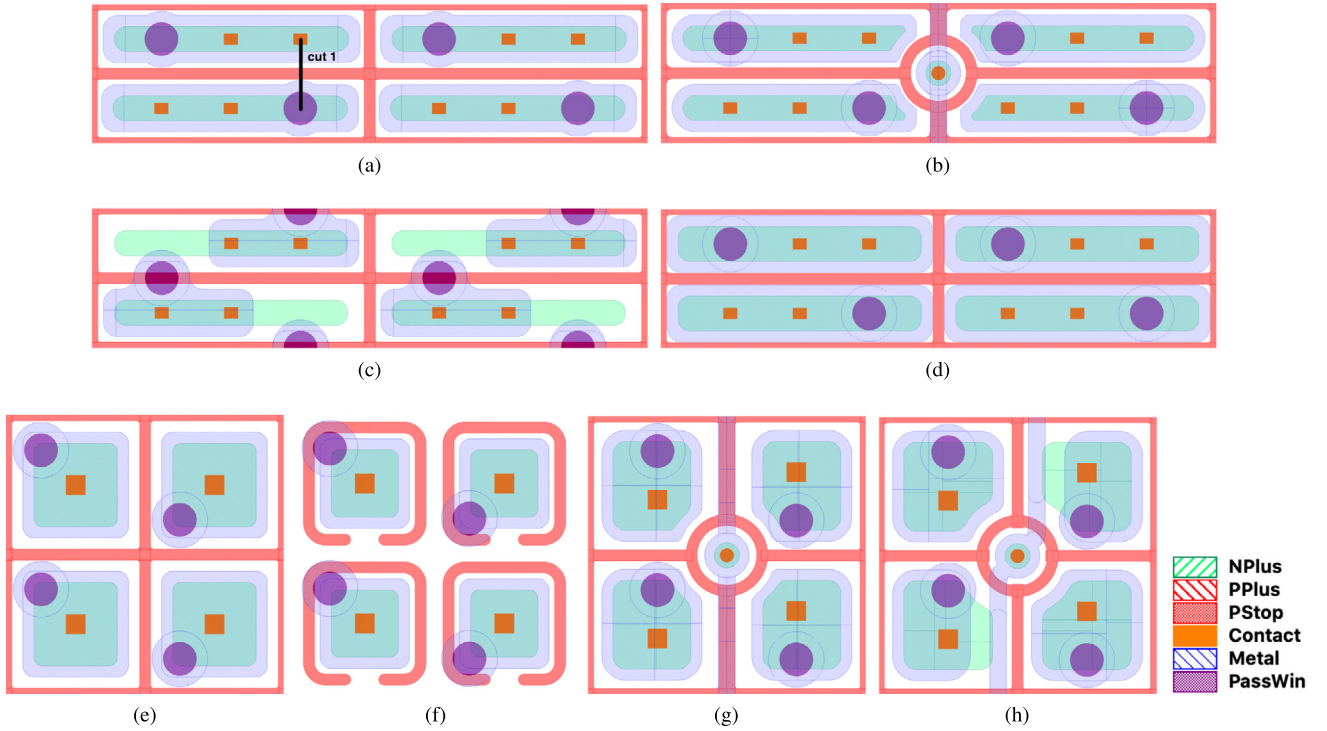 cut 1
(a)
(b)
(c)
(d)
NPlus
PPlus
PStop
Contact
Metal
PassWin
(e)
(f)
(g)
(h)